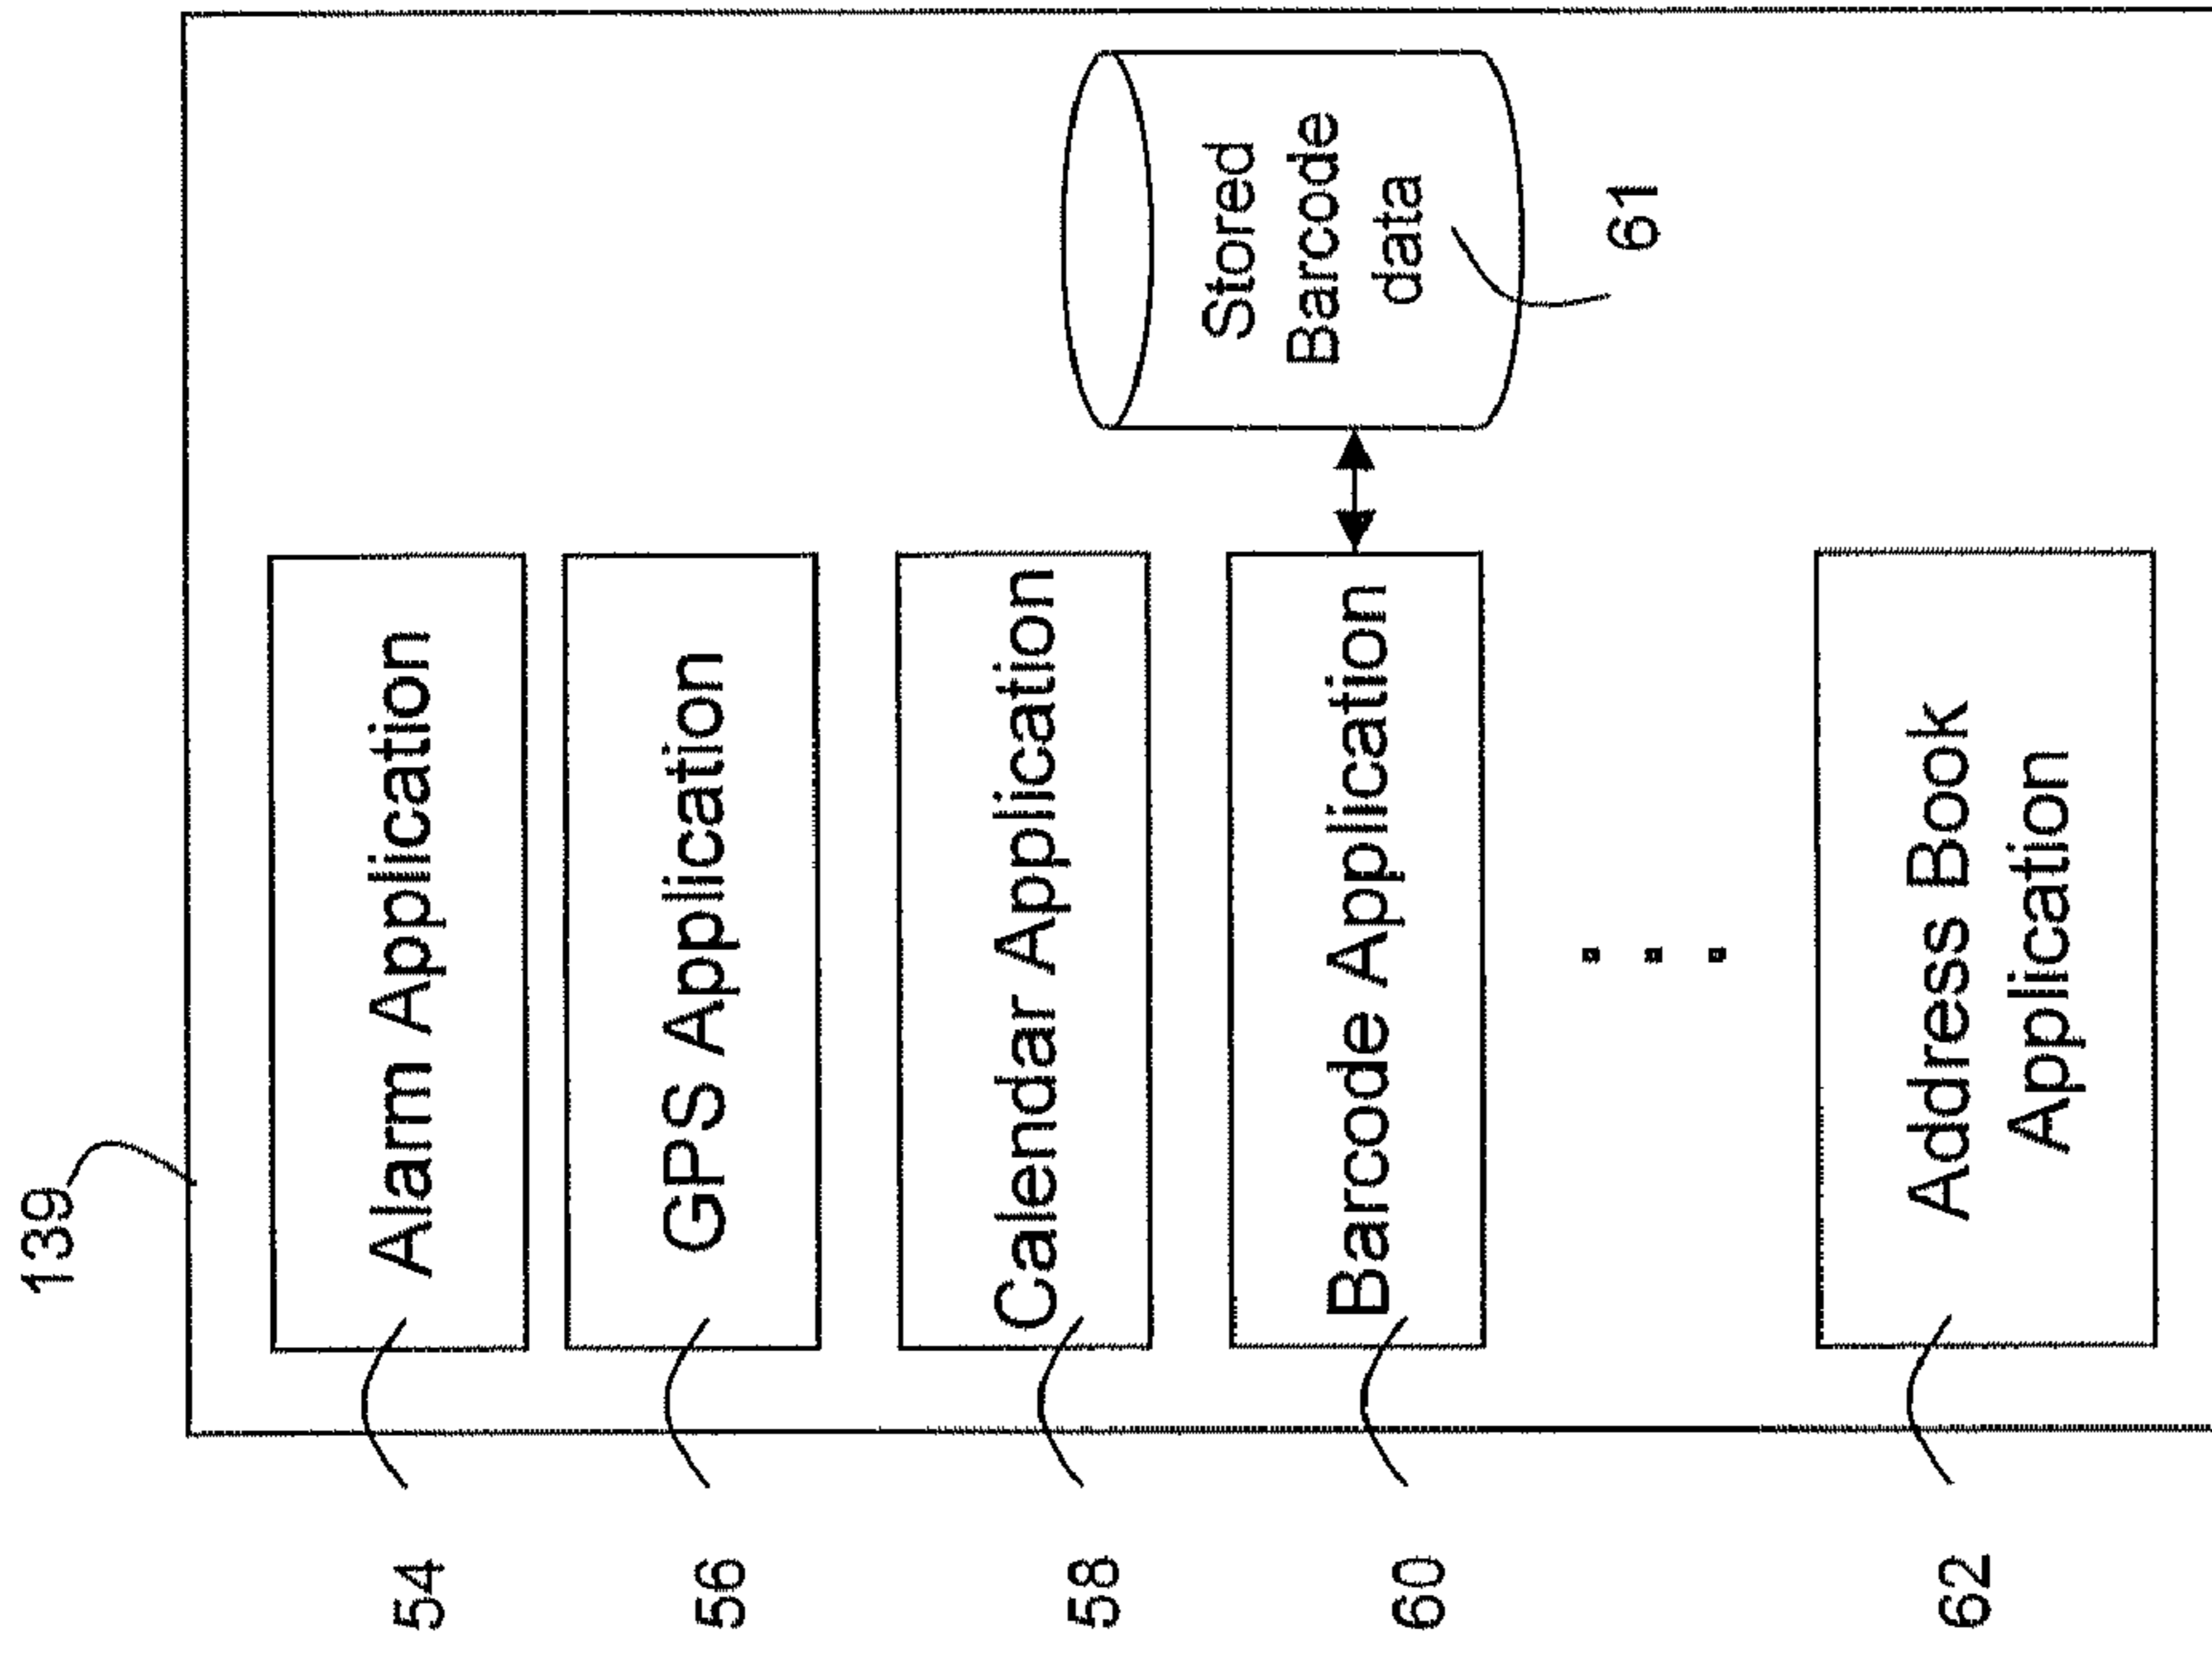 139
54
Alarm Application
56
GPS Application
58
Calendar Application
60
Barcode Application
Stored
Barcode
data
61
62
Address Book
Application